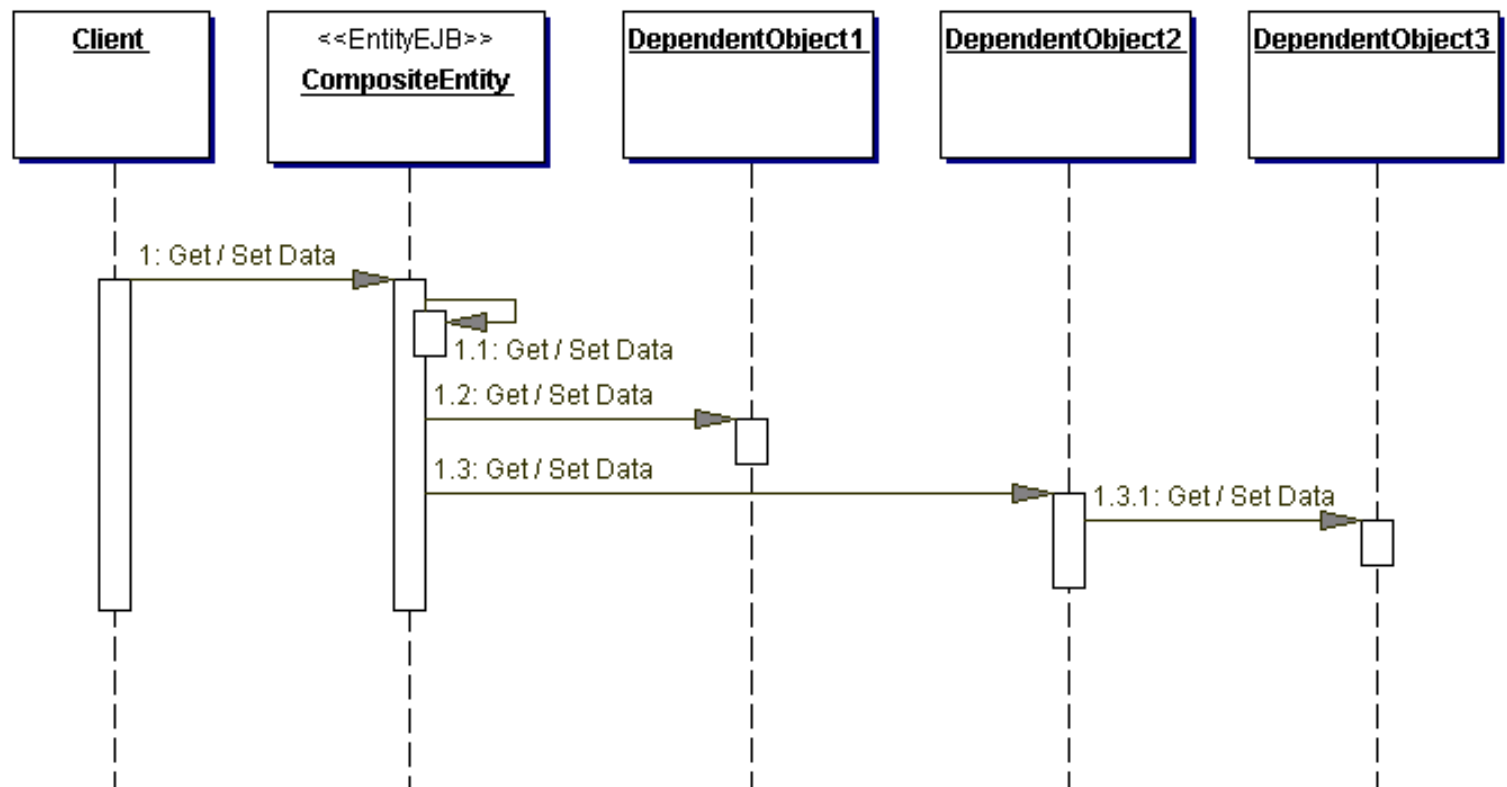 Client
<<EntityEJB>>
CompositeEntity
DependentObject1
DependentObject2
DependentObject3
1: Get / Set Data
1.1: Get / Set Data
1.2: Get / Set Data
1.3: Get / Set Data
1.3.1: Get / Set Data